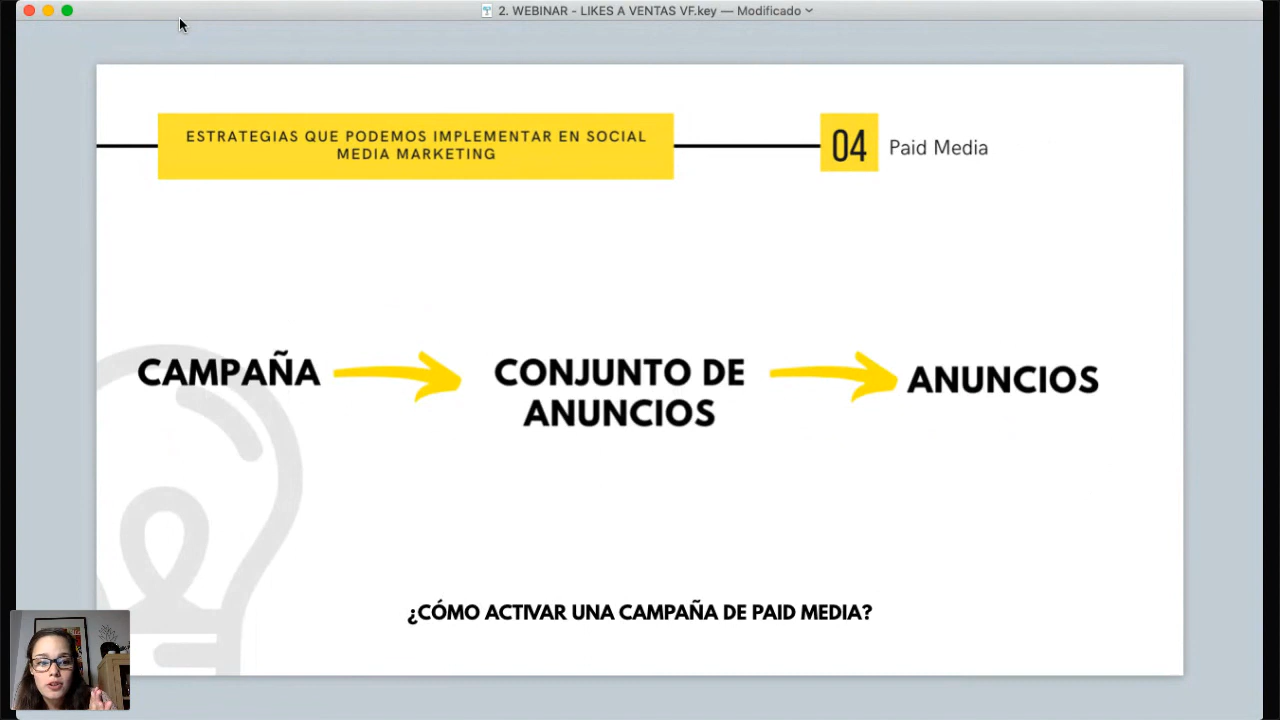 2. WEBINAR - LIKES A VENTAS VF.key — Modificado
ESTRATEGIAS QUE PODEMOS IMPLEMENTAR EN SOCIAL
MEDIA MARKETING
04
Paid Media
CAMPAÑA
CONJUNTO DE
ANUNCIOS
ANUNCIOS
¿CÓMO ACTIVAR UNA CAMPAÑA DE PAID MEDIA?